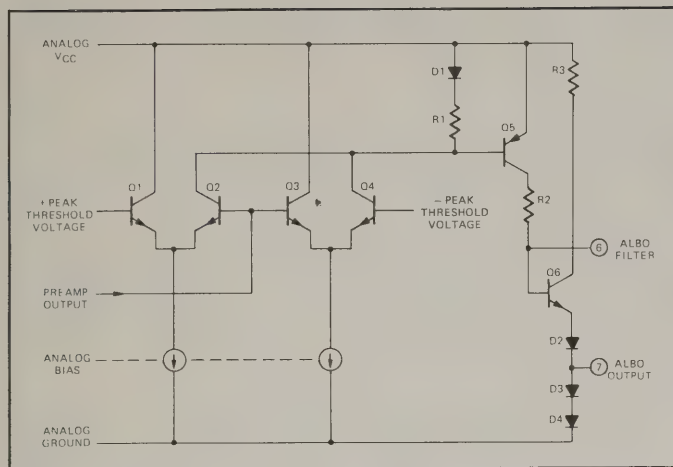 ANALOG
VCC
D1
R3
R1
Q5
Q1
Q2
Q3
Q4
+ PEAK
THRESHOLD
VOLTAGE
− PEAK
THRESHOLD
VOLTAGE
R2
6
ALBO
FILTER
Q6
PREAMP
OUTPUT
D2
ANALOG
BIAS
7
ALBO
OUTPUT
D3
D4
ANALOG
GROUND